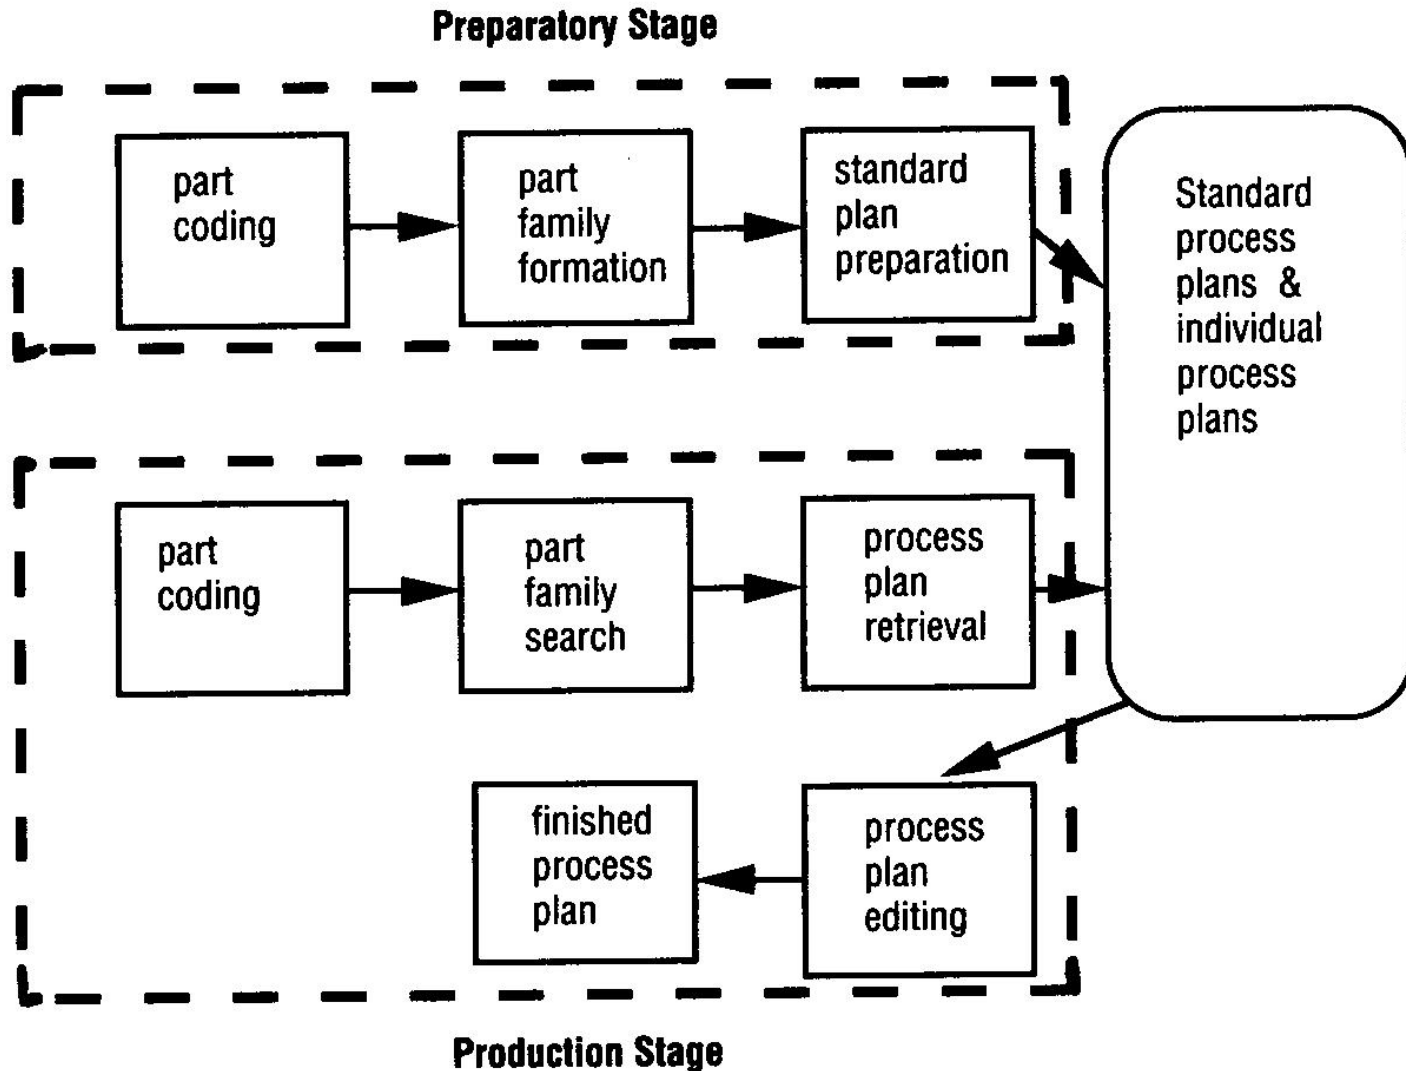 Preparatory Stage
part
coding
part
family
formation
standard
plan
preparation
Standard
process
plans &
individual
process
plans
part
coding
part
family
search
process
plan
retrieval
finished
process
plan
process
plan
editing
Production Stage